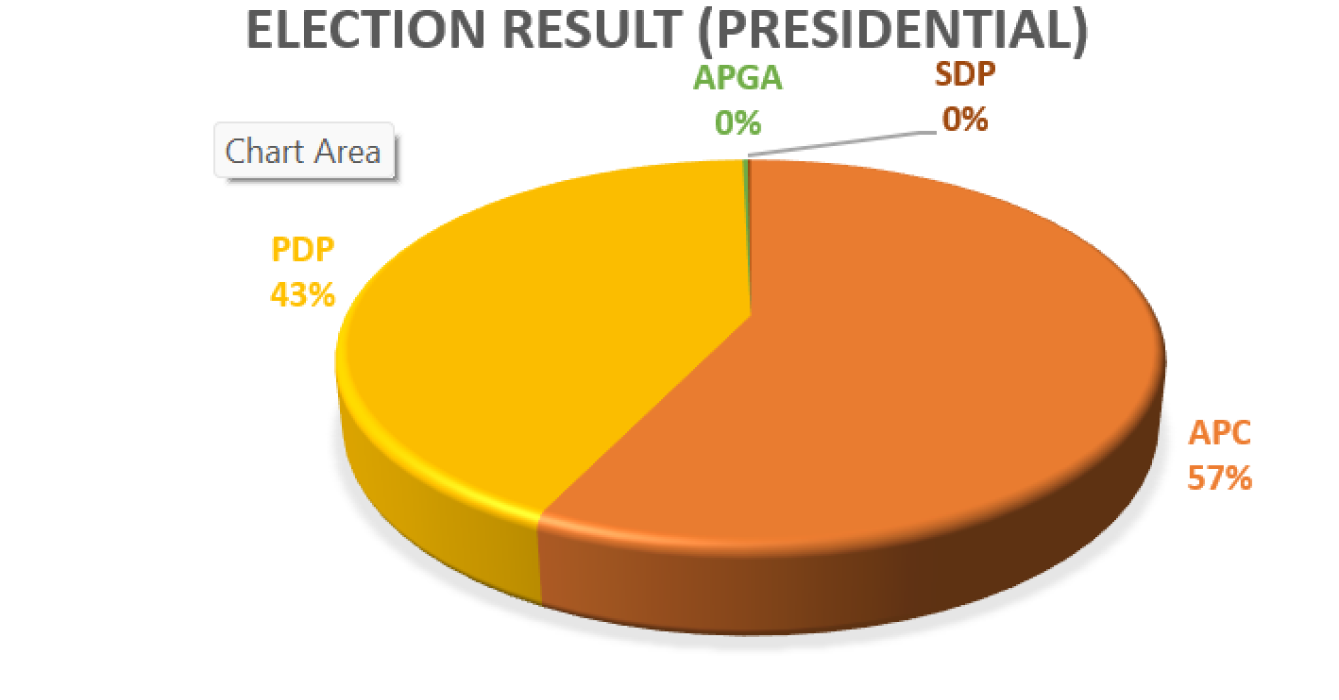 ELECTION RESULT (PRESIDENTIAL)
APGA
0%
SDP
0%
Chart Area
PDP
43%
APC
57%